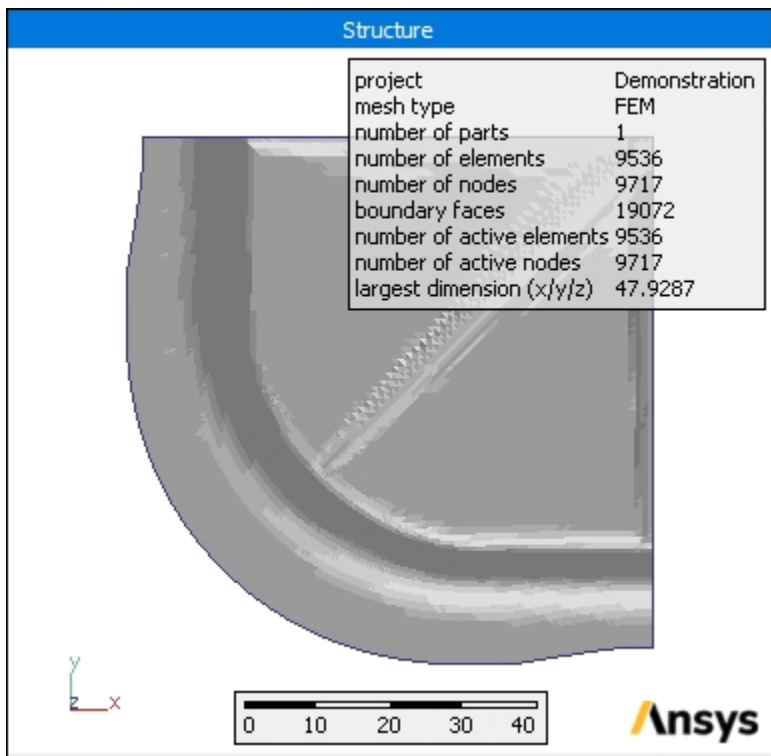 Structure
project Demonstration
mesh type FEM
number of parts 1
number of elements 9536
number of nodes 9717
boundary faces 19072
number of active elements 9536
number of active nodes 9717
largest dimension (x/y/z) 47.9287
y
z x
0 10 20 30 40
Ansys